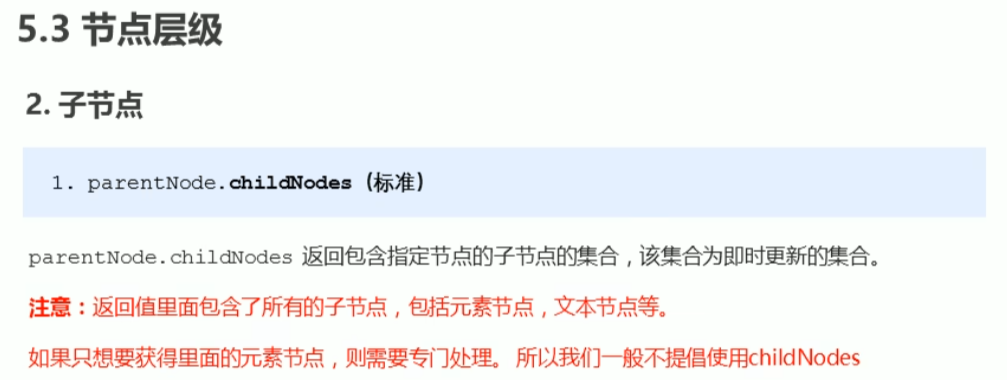 5.3 节点层级
2. 子节点
1. parentNode.childNodes（标准）
parentNode.childNodes 返回包含指定节点的子节点的集合，该集合为即时更新的集合。
注意：返回值里面包含了所有的子节点，包括元素节点，文本节点等。
如果只想要获得里面的元素节点，则需要专门处理。 所以我们一般不提倡使用childNodes